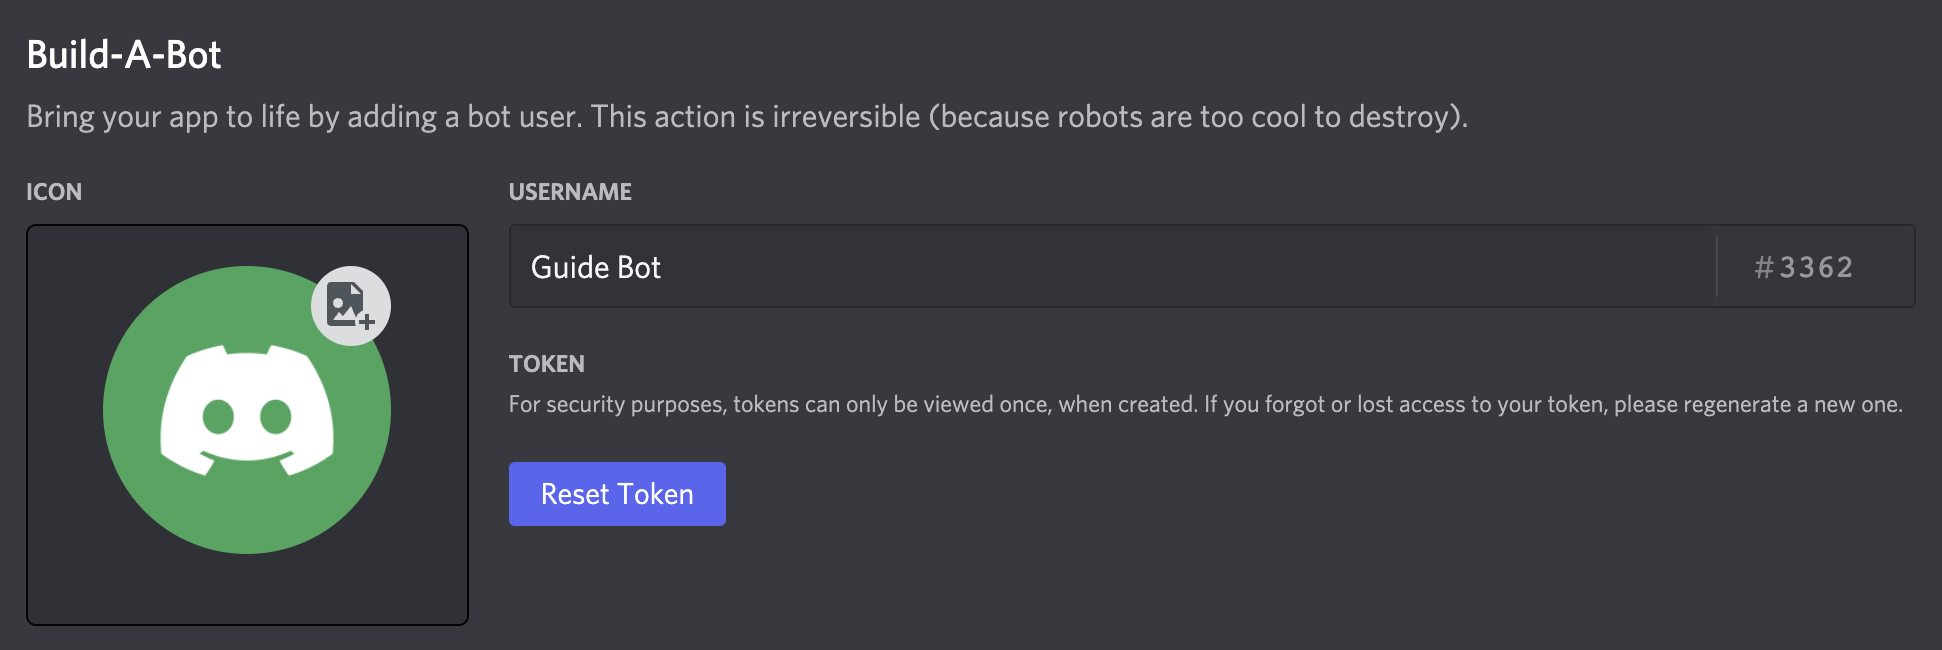 Build-A-Bot
Bring your app to life by adding a bot user. This action is irreversible (because robots are too cool to destroy).
ICON
USERNAME
Guide Bot
#3362
TOKEN
For security purposes, tokens can only be viewed once, when created. If you forgot or lost access to your token, please regenerate a new one.
Reset Token